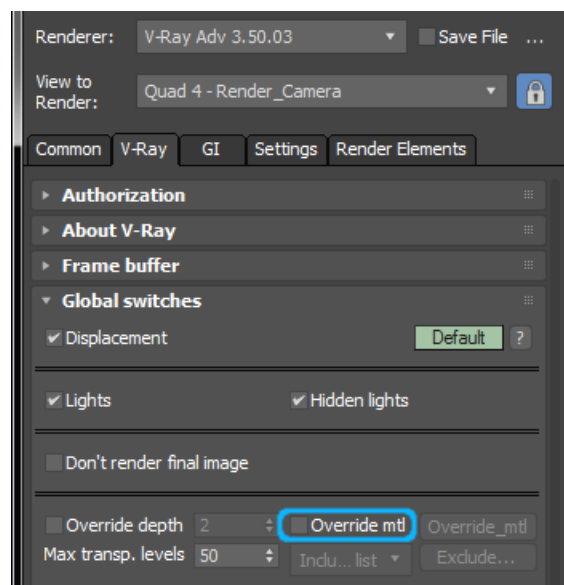 Renderer: V-Ray Adv 3.50.03 Save File ...
View to
Render: Quad 4 - Render_Camera
Common V-Ray GI Settings Render Elements
Authorization
About V-Ray
Frame buffer
Global switches
Displacement Default ?
Lights Hidden lights
Don't render final image
Override depth 2 Override mtl Override_mtl
Max transp. levels 50 Inclu... list Exclude...